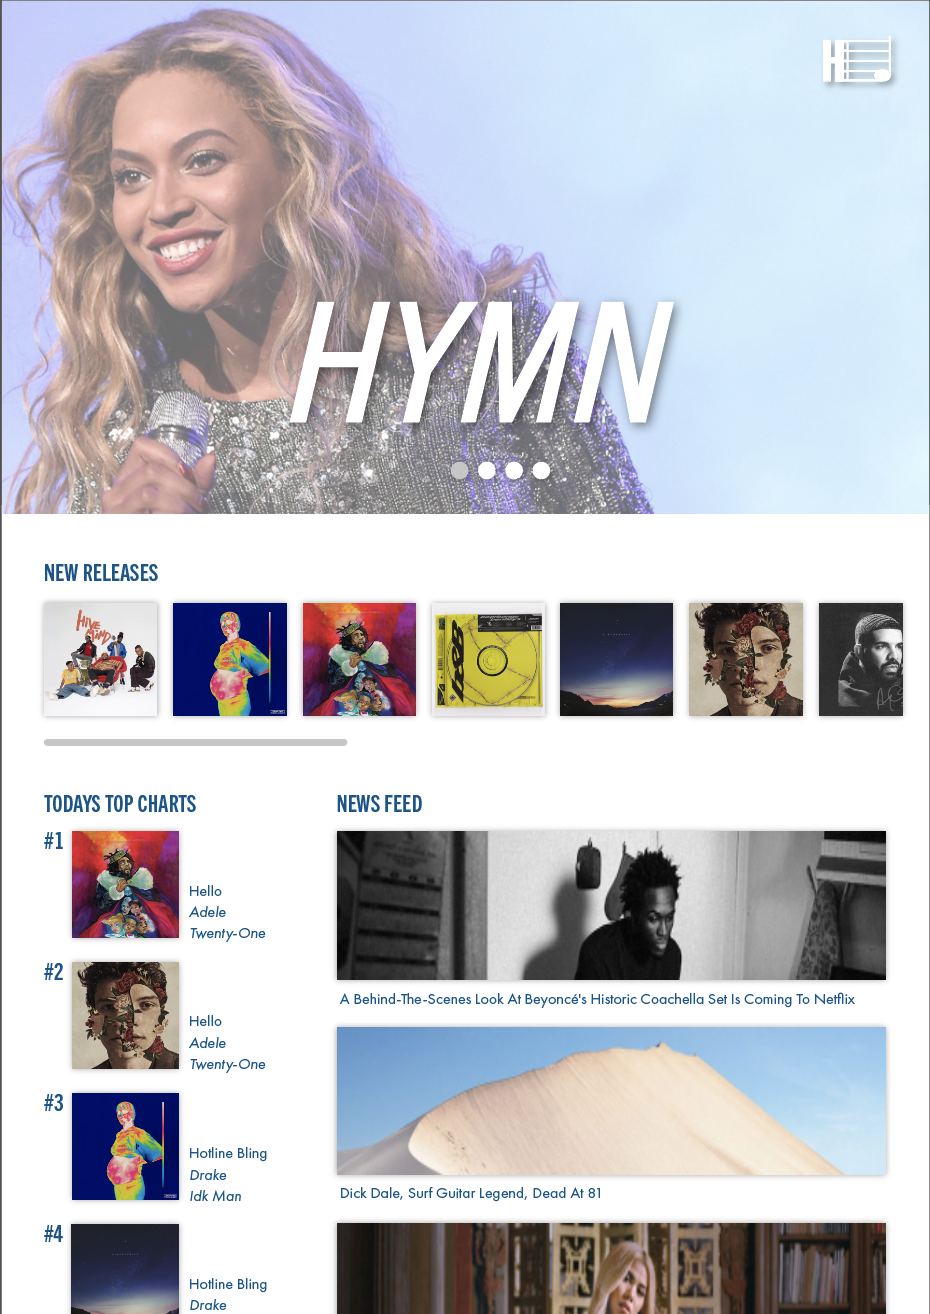 H
HYMN
NEW RELEASES
HIVE
MIND
TODAYS TOP CHARTS
NEWS FEED
#1
Hello
Adele
Twenty-One
#2
Hello
Adele
Twenty-One
#3
Hotline Bling
Drake
Idk Man
#4
Hotline Bling
Drake
A Behind-The-Scenes Look At Beyoncé's Historic Coachella Set Is Coming To Netflix
Dick Dale, Surf Guitar Legend, Dead At 81